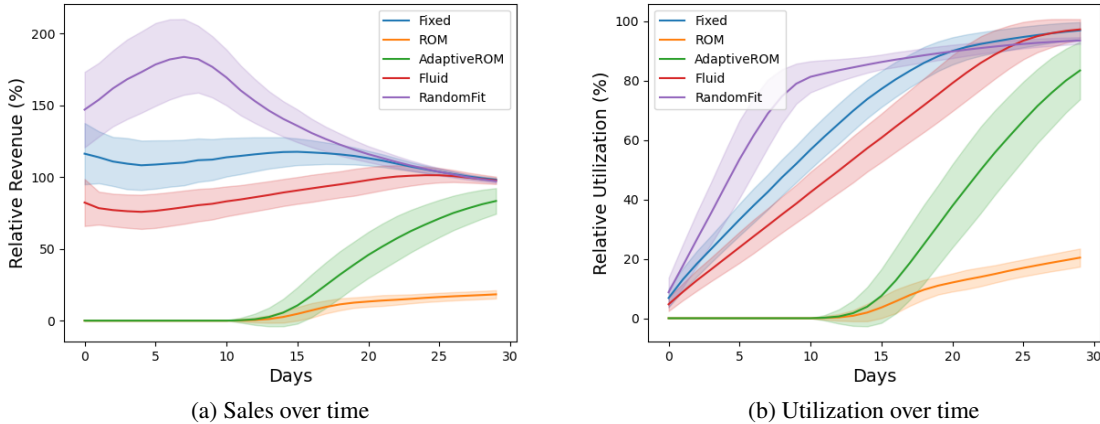 Relative Revenue (%)
200
150
100
50
0
0 5 10 15 20 25 30
Days
Fixed
ROM
AdaptiveROM
Fluid
RandomFit
(a) Sales over time
Relative Utilization (%)
100
80
60
40
20
0
0 5 10 15 20 25 30
Days
Fixed
ROM
AdaptiveROM
Fluid
RandomFit
(b) Utilization over time